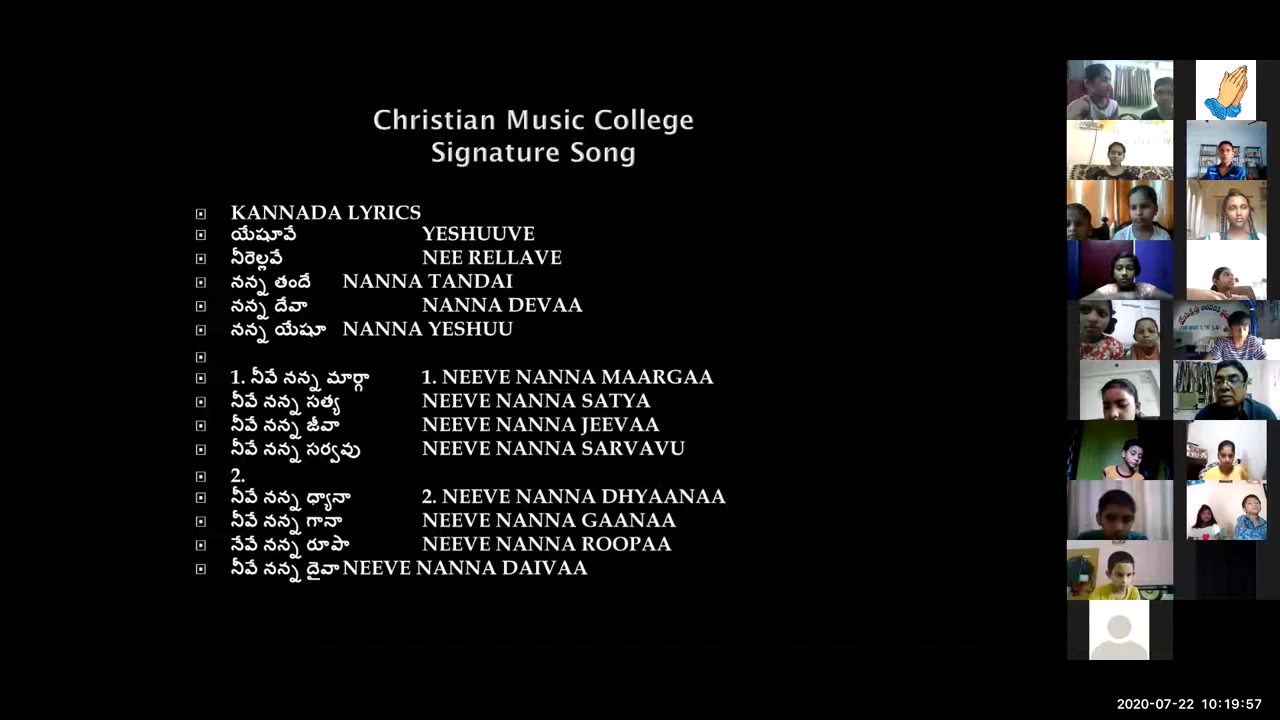 Christian Music College
Signature Song
KANNADA LYRICS
యేషూవే YESHUUVE
నీరెల్లవే NEE RELLAVE
నన్న తందే NANNA TANDAI
నన్న దేవా NANNA DEVAA
నన్న యేషూ NANNA YESHUU
1. నీవే నన్న మార్గా 1. NEEVE NANNA MAARGAA
నీవే నన్న సత్య NEEVE NANNA SATYA
నీవే నన్న జీవా NEEVE NANNA JEEVAA
నీవే నన్న సర్వవు NEEVE NANNA SARVAVU
2.
నీవే నన్న ధ్యానా 2. NEEVE NANNA DHYAANAA
నీవే నన్న గానా NEEVE NANNA GAANAA
నేవే నన్న రూపా NEEVE NANNA ROOPAA
నీవే నన్న దైవా NEEVE NANNA DAIVAA
2020-07-22 10:19:57